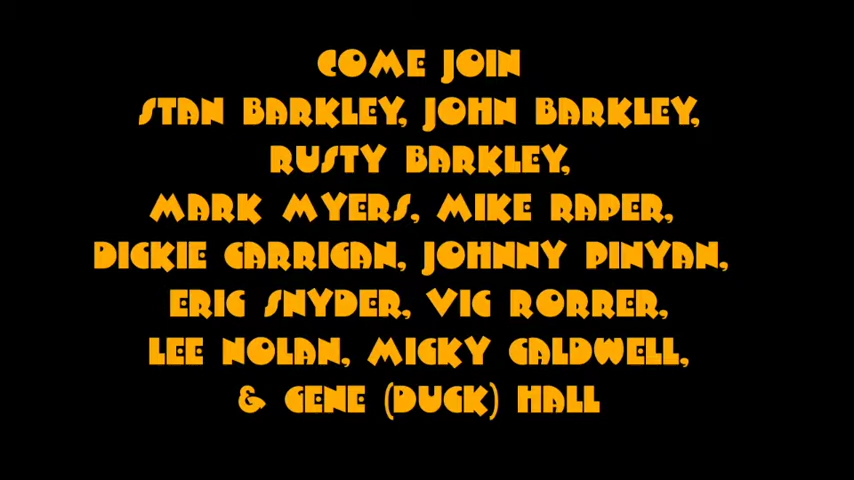 COME JOIN
STAN BARKLEY, JOHN BARKLEY,
RUSTY BARKLEY,
MARK MYERS, MIKE RAPER,
DICKIE CARRIGAN, JOHNNY PINYAN,
ERIC SNYDER, VIC RORRER,
LEE NOLAN, MICKY CALDWELL,
& GENE (DUCK) HALL